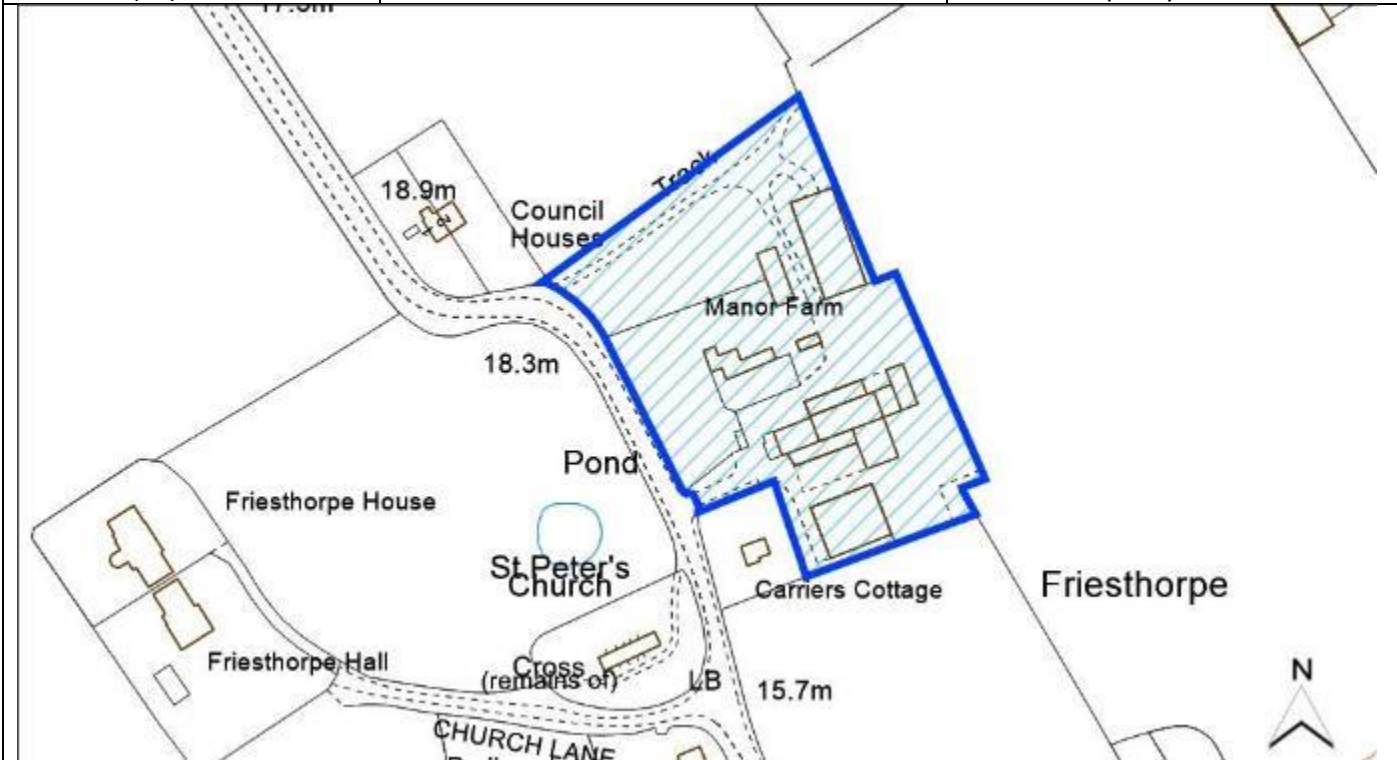 18.9m
Track
Council
Houses
Manor Farm
18.3m
Pond
Friesthorpe House
St Peter's
Church
Carriers Cottage
Friesthorpe
Friesthorpe Hall
Cross
(remains of)
LB
15.7m
N
CHURCH LANE